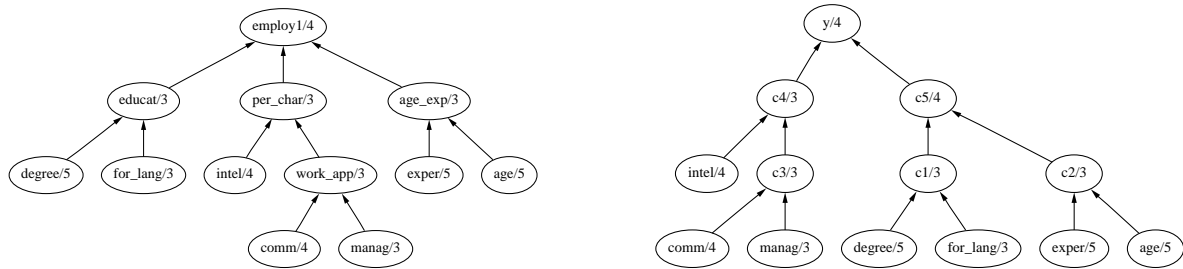 employ1/4
educat/3
per_char/3
age_exp/3
degree/5
for_lang/3
intel/4
work_app/3
exper/5
age/5
comm/4
manag/3
y/4
c4/3
c5/4
intel/4
c3/3
c1/3
c2/3
comm/4
manag/3
degree/5
for_lang/3
exper/5
age/5